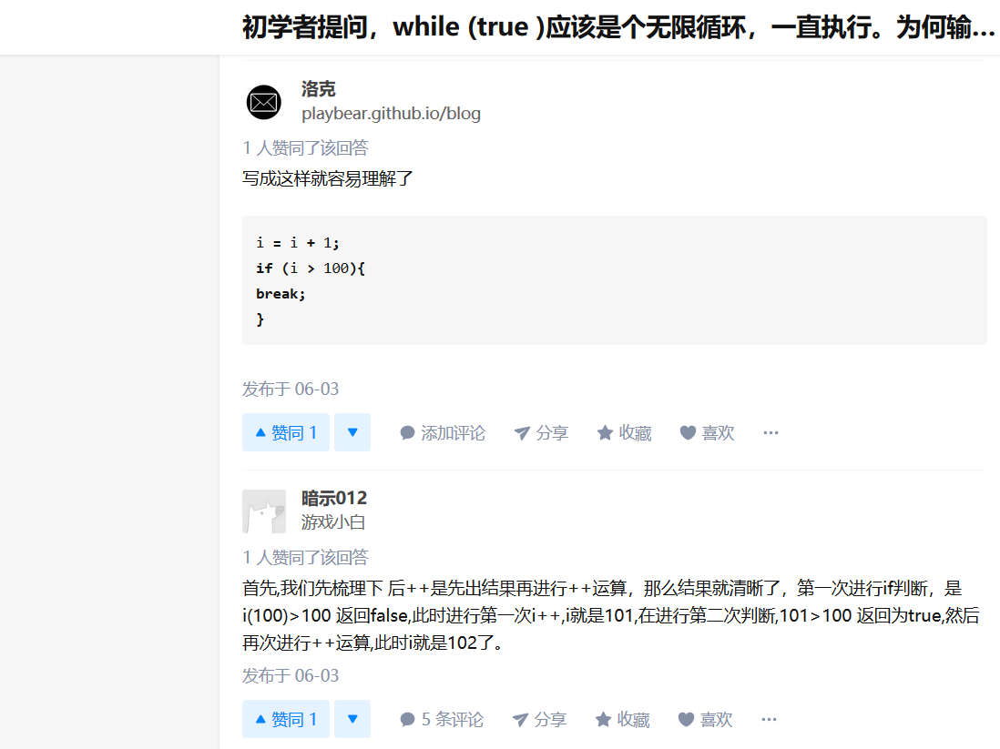 初学者提问，while (true )应该是个无限循环，一直执行。为何输...
洛克
playbear.github.io/blog
1 人赞同了该回答
写成这样就容易理解了
i = i + 1;
if (i > 100){
break;
}
发布于 06-03
赞同 1 添加评论 分享 收藏 喜欢 ...
暗示012
游戏小白
1 人赞同了该回答
首先,我们先梳理下 后++是先出结果再进行++运算，那么结果就清晰了，第一次进行if判断，是
i(100)>100 返回false,此时进行第一次i++,i就是101,在进行第二次判断,101>100 返回为true,然后
再次进行++运算,此时i就是102了。
发布于 06-03
赞同 1 5 条评论 分享 收藏 喜欢 ...